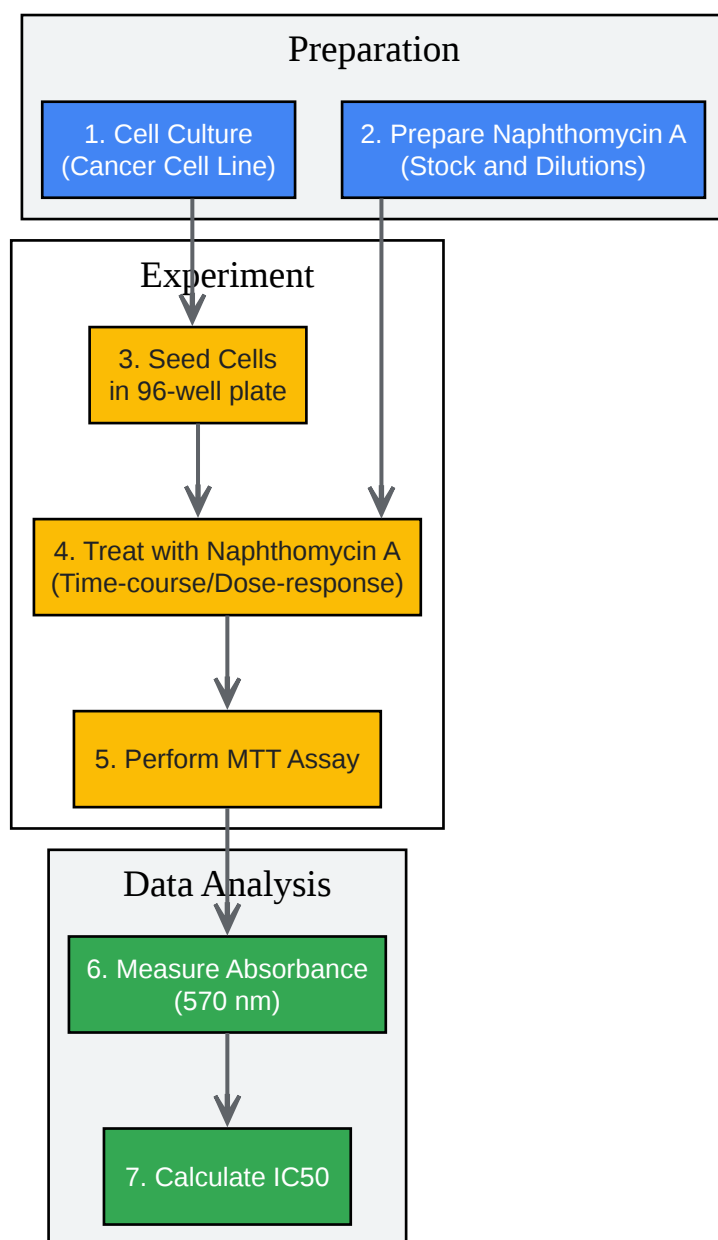 Preparation
1. Cell Culture
(Cancer Cell Line)
2. Prepare Naphthomycin A
(Stock and Dilutions)
Experiment
3. Seed Cells
in 96-well plate
4. Treat with Naphthomycin A
(Time-course/Dose-response)
5. Perform MTT Assay
Data Analysis
6. Measure Absorbance
(570 nm)
7. Calculate IC50